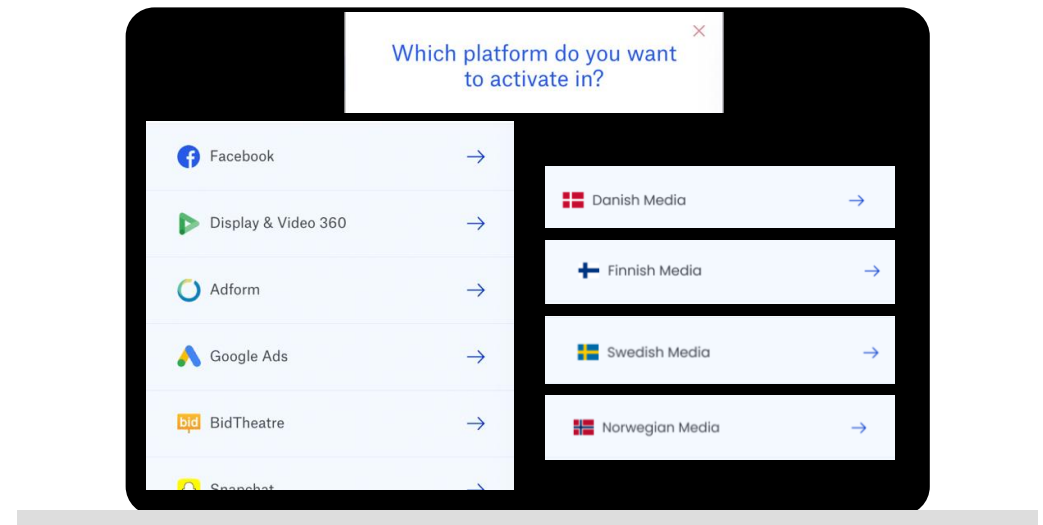 Which platform do you want
to activate in?
Facebook
Display & Video 360
Adform
Google Ads
bid BidTheatre
Snapchat
Danish Media
Finnish Media
Swedish Media
Norwegian Media